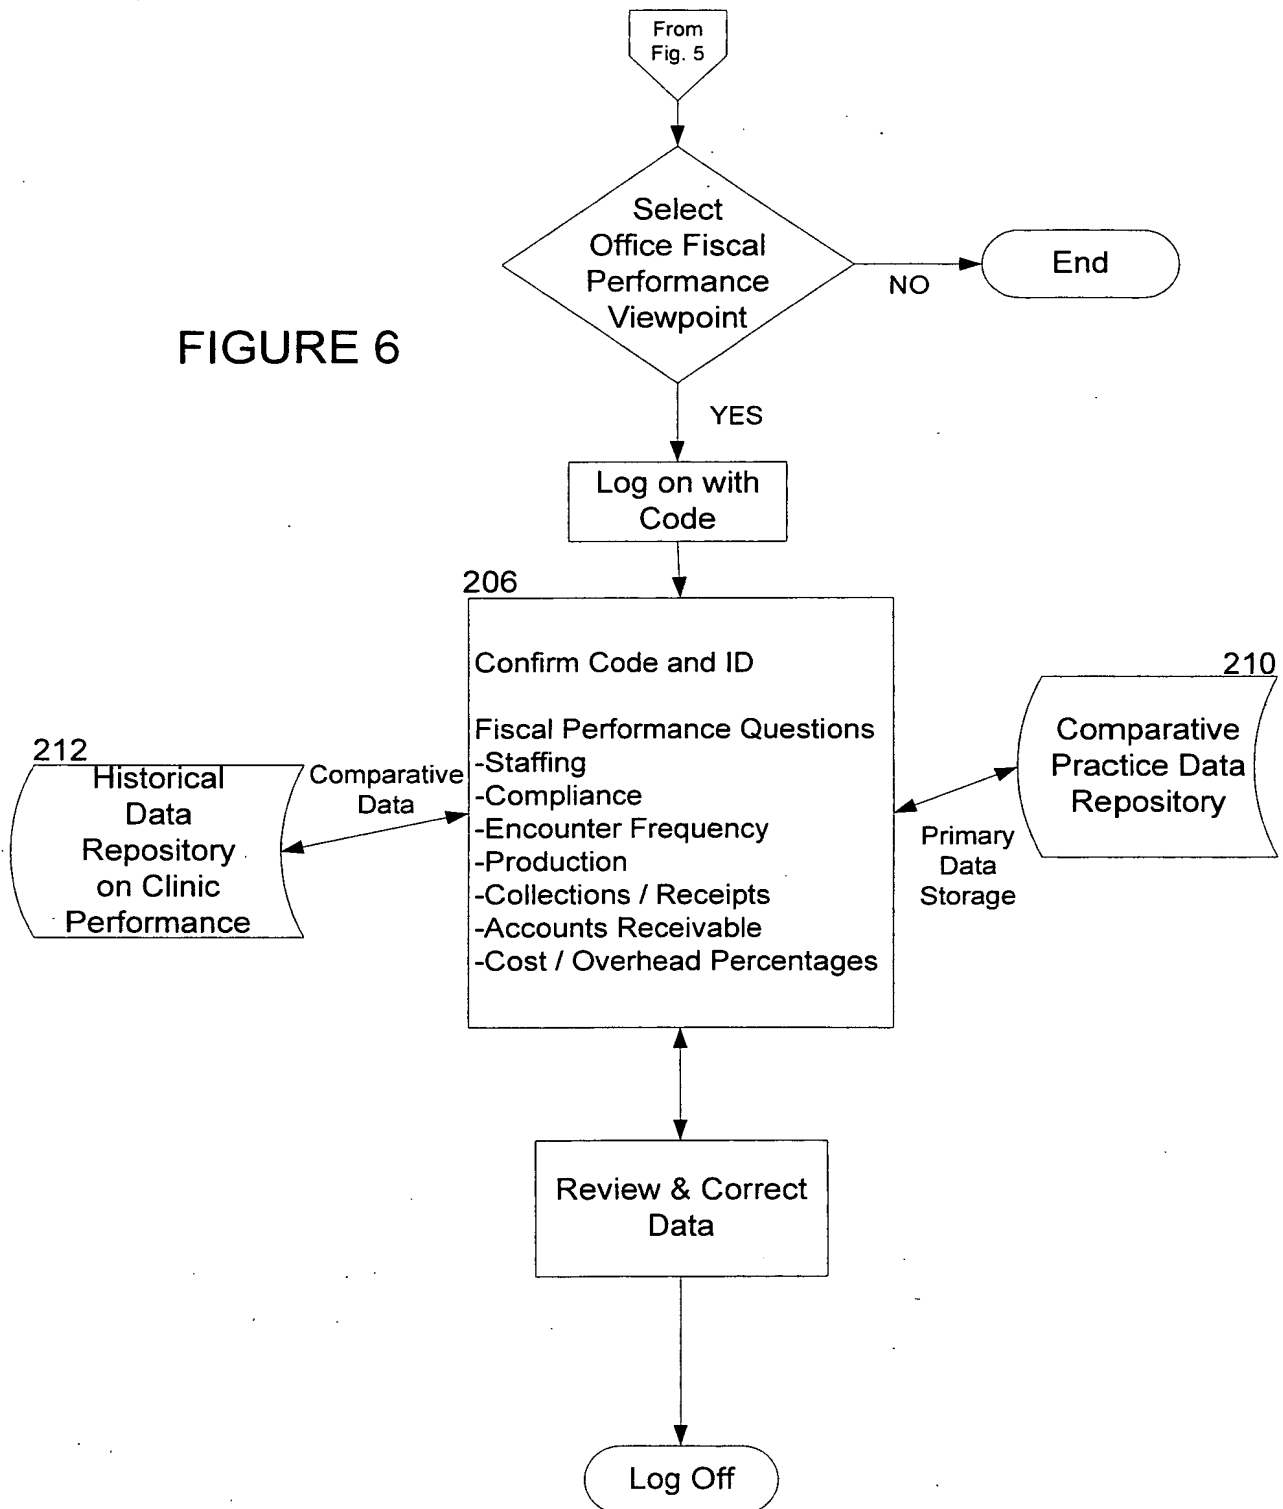 From
Fig. 5
Select
Office Fiscal
Performance
Viewpoint
NO
End
FIGURE 6
YES
Log on with
Code
206
Confirm Code and ID
Fiscal Performance Questions
-Staffing
-Compliance
-Encounter Frequency
-Production
-Collections / Receipts
-Accounts Receivable
-Cost / Overhead Percentages
210
Comparative
Practice Data
Repository
Primary
Data
Storage
212
Historical
Data
Repository
on Clinic
Performance
Comparative
Data
Review & Correct
Data
Log Off